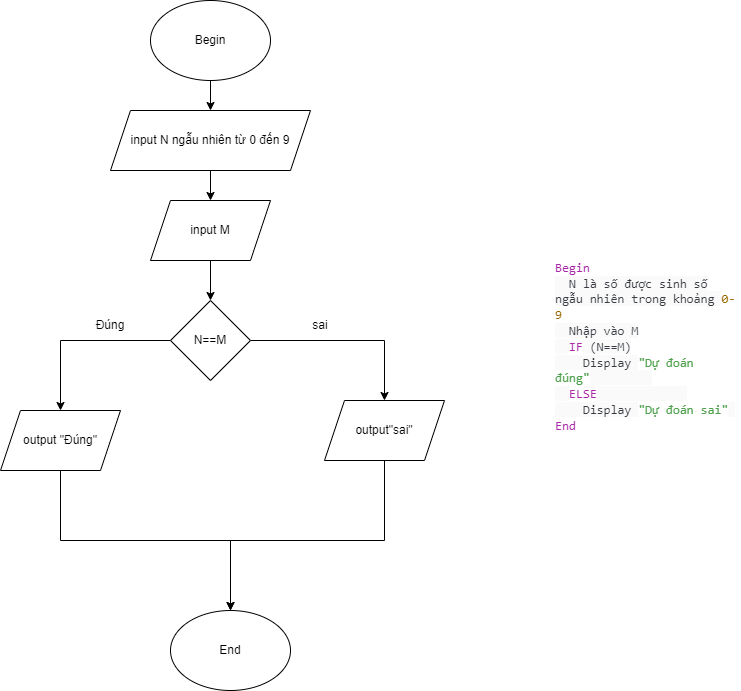 Begin
input N ngẫu nhiên từ 0 đến 9
input M
N==M
Đúng
sai
output "Đúng"
output"sai"
End
Begin
N là số được sinh số
ngẫu nhiên trong khoảng 0-
9
Nhập vào M
IF (N==M)
Display "Dự đoán
đúng"
ELSE
Display "Dự đoán sai"
End